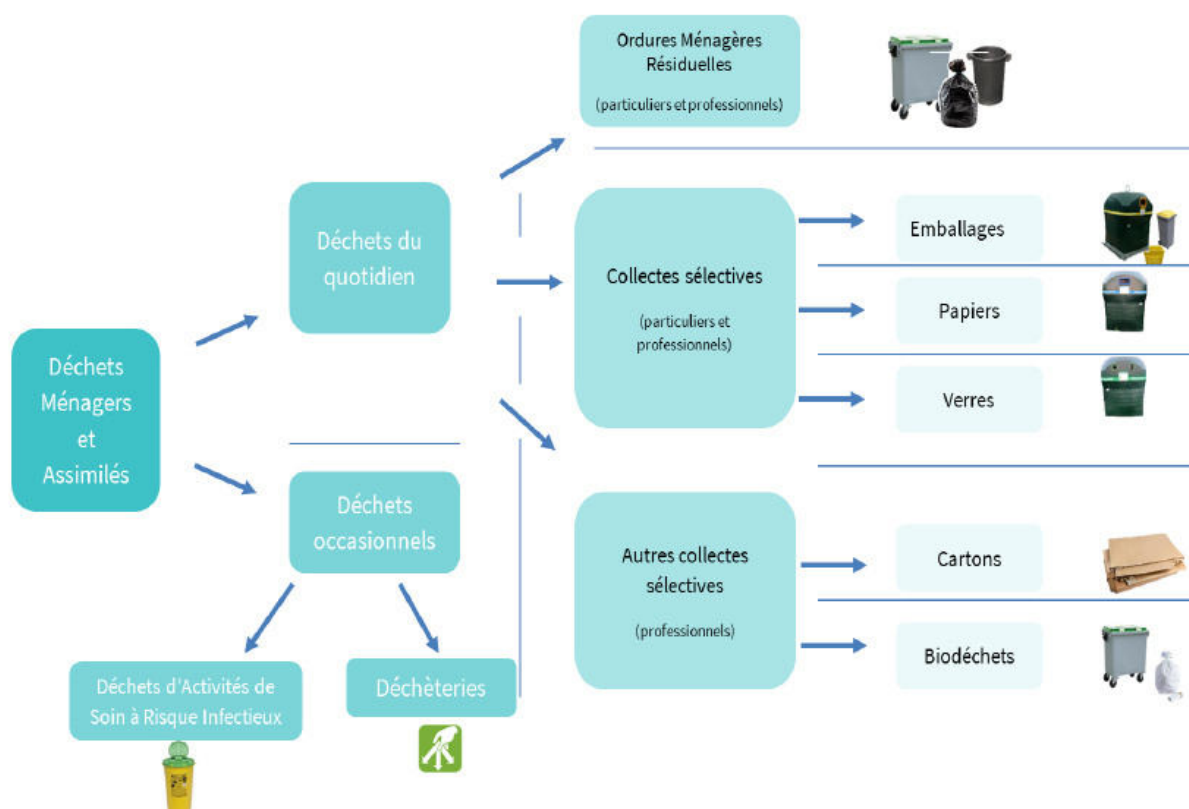 Ordures Ménagères
Résiduelles
(particuliers et professionnels)
Déchets du
quotidien
Collectes sélectives
(particuliers et
professionnels)
Emballages
Papiers
Verres
Déchets
Ménagers
et
Assimilés
Déchets
occasionnels
Autres collectes
sélectives
(professionnels)
Cartons
Biodéchets
Déchets d'Activités de
Soin à Risque Infectieux
Déchèteries